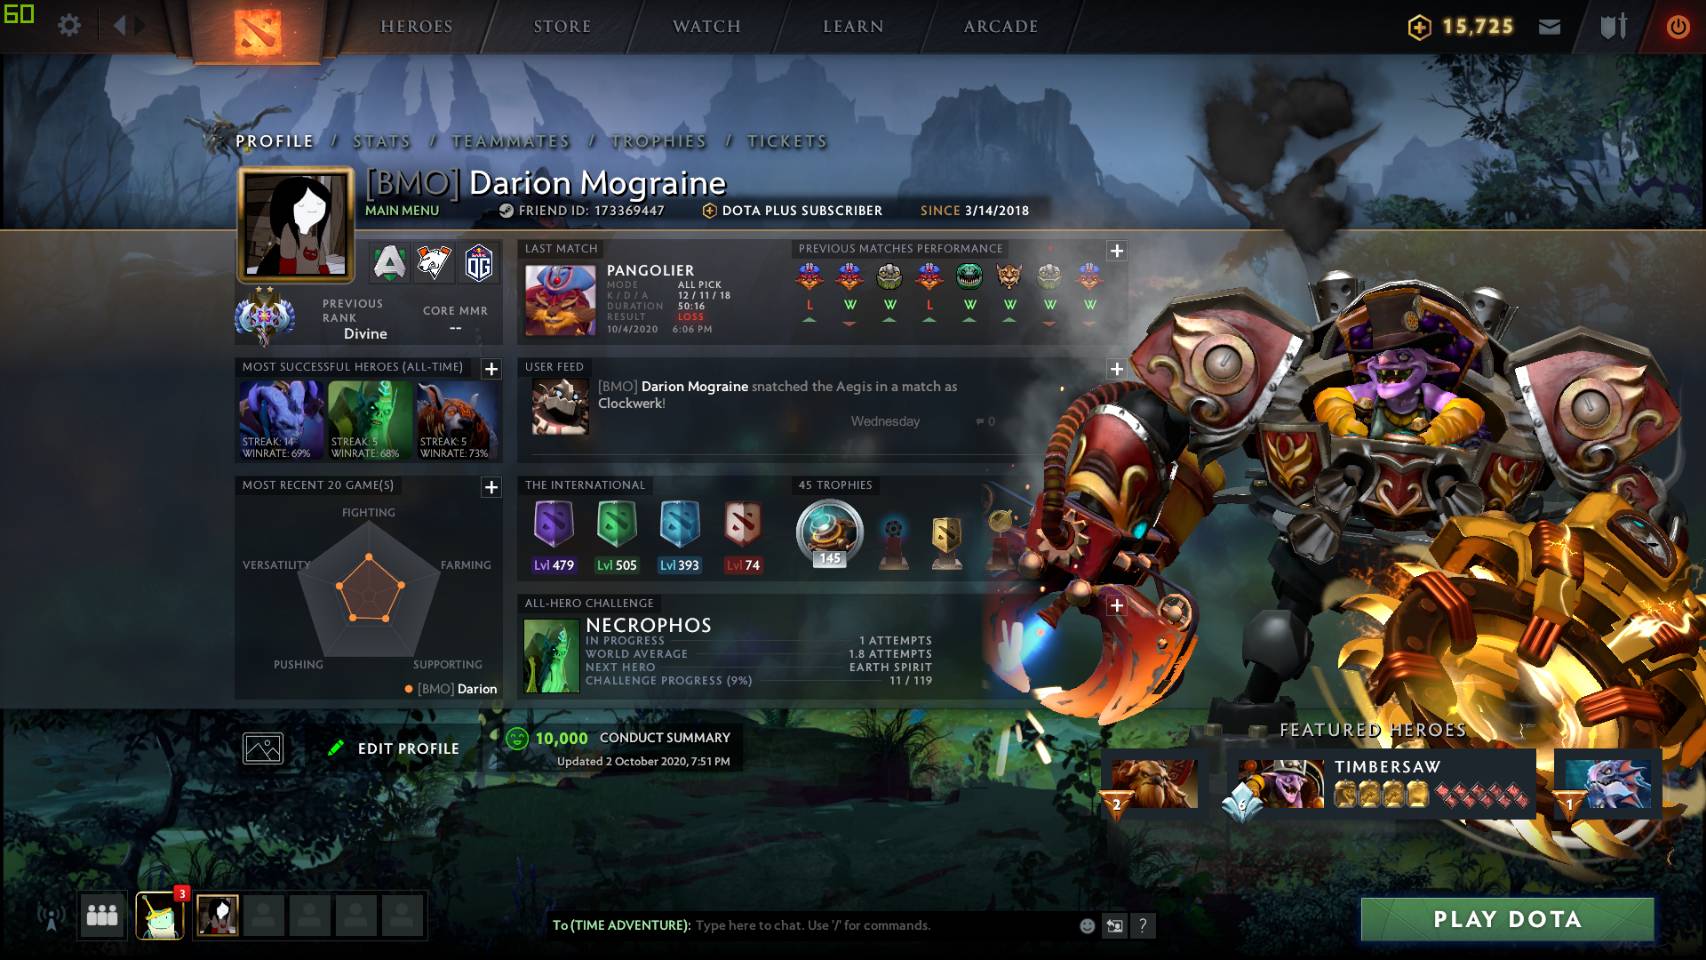 60
HEROES
STORE
WATCH
LEARN
ARCADE
15,725
PROFILE / STATS / TEAMMATES / TROPHIES / TICKETS
[BMO] Darion Mograine
MAIN MENU
FRIEND ID: 173369447
DOTA PLUS SUBSCRIBER
SINCE 3/14/2018
OG
PREVIOUS
RANK
Divine
CORE MMR
--
LAST MATCH
PANGOLIER
MODE ALL PICK
K / D / A 12 / 11 / 18
DURATION 50:16
RESULT LOSS
10/4/2020 6:06 PM
PREVIOUS MATCHES PERFORMANCE
L W W L W W W W
MOST SUCCESSFUL HEROES (ALL-TIME)
STREAK: 14
WINRATE: 69%
STREAK: 5
WINRATE: 68%
STREAK: 5
WINRATE: 73%
USER FEED
[BMO] Darion Mograine snatched the Aegis in a match as
Clockwerk!
Wednesday
0
MOST RECENT 20 GAME(S)
FIGHTING
VERSATILITY
FARMING
PUSHING
SUPPORTING
[BMO] Darion
THE INTERNATIONAL
Lvl 479
Lvl 505
Lvl 393
Lvl 74
45 TROPHIES
145
ALL-HERO CHALLENGE
NECROPHOS
IN PROGRESS 1 ATTEMPTS
WORLD AVERAGE 1.8 ATTEMPTS
NEXT HERO EARTH SPIRIT
CHALLENGE PROGRESS (9%) 11 / 119
EDIT PROFILE
10,000 CONDUCT SUMMARY
Updated 2 October 2020, 7:51 PM
FEATURED HEROES
2
6
TIMBERSAW
1
3
To (TIME ADVENTURE): Type here to chat. Use '/' for commands.
?
PLAY DOTA